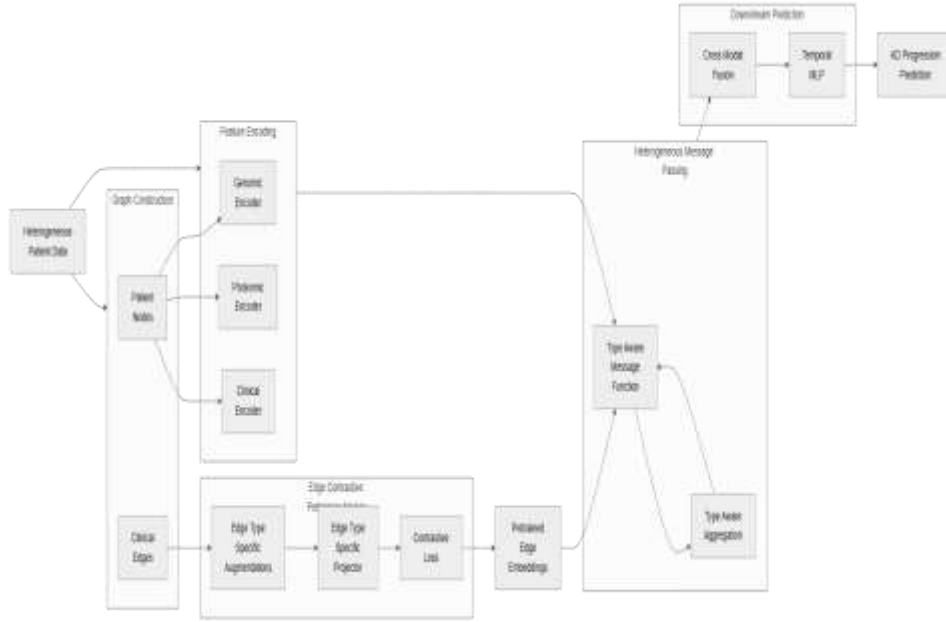 Downstream Prediction
Cross Modal
Fusion
Temporal
MLP
AD Progression
Prediction
Feature Encoding
Heterogeneous Message
Passing
Genomic
Encoder
Graph Construction
Heterogeneous
Patient Data
Patient
Nodes
Proteomic
Encoder
Type Aware
Message
Function
Clinical
Encoder
Edge Contrastive
Clinical
Edges
Edge Type
Specific
Augmentations
Edge Type
Specific
Projector
Contrastive
Loss
Pretrained
Edge
Embeddings
Type Aware
Aggregation